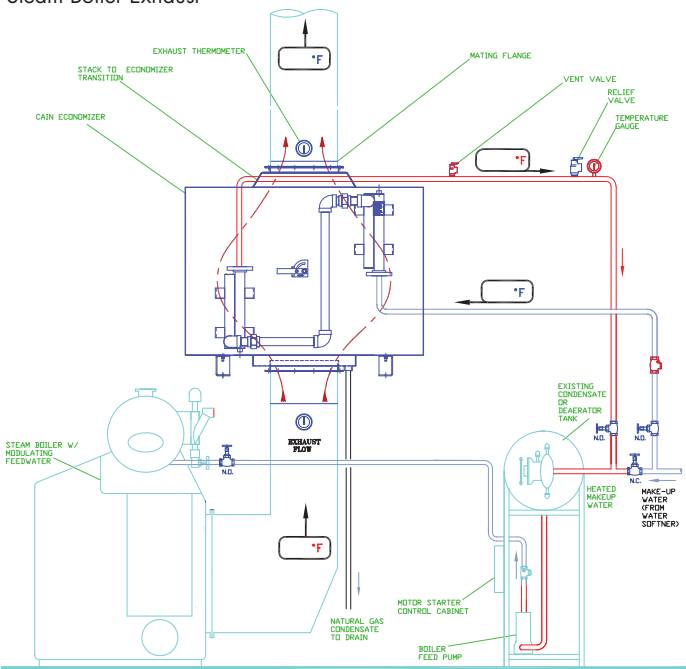 Steam Boiler Exhaust
°F
EXHAUST THERMOMETER
STACK TO ECONOMIZER
TRANSITION
MATING FLANGE
VENT VALVE
RELIEF
VALVE
TEMPERATURE
GAUGE
CAIN ECONOMIZER
°F
°F
EXISTING
CONDENSATE
OR
DEAERATOR
TANK
EXHAUST
FLOW
N.O.
N.O.
STEAM BOILER W/
MODULATING
FEEDWATER
N.O.
N.C.
HEATED
MAKEUP
WATER
MAKE-UP
WATER
(FROM
WATER
SOFTNER)
°F
MOTOR STARTER
CONTROL CABINET
NATURAL GAS
CONDENSATE
TO DRAIN
BOILER
FEED PUMP